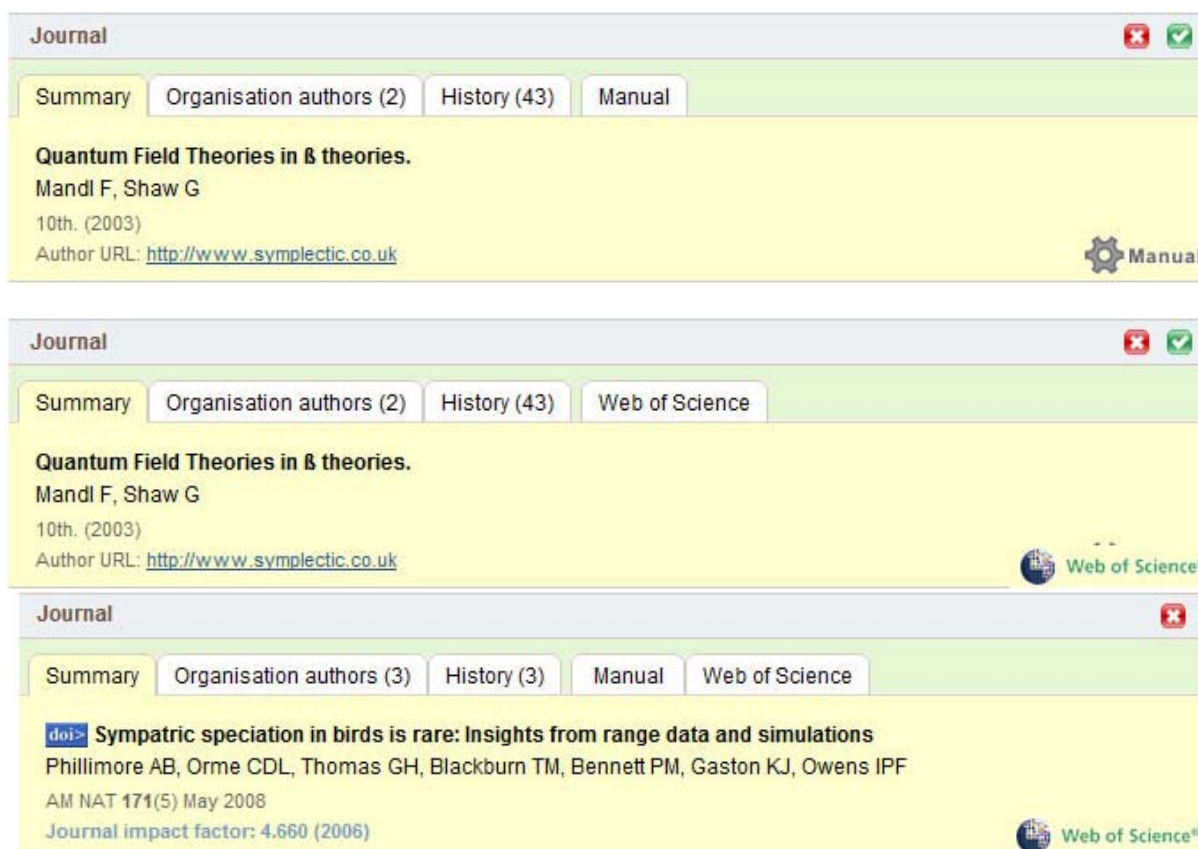 Journal
Summary Organisation authors (2) History (43) Manual
Quantum Field Theories in ß theories.
Mandl F, Shaw G
10th. (2003)
Author URL: http://www.symplectic.co.uk
Manual
Journal
Summary Organisation authors (2) History (43) Web of Science
Quantum Field Theories in ß theories.
Mandl F, Shaw G
10th. (2003)
Author URL: http://www.symplectic.co.uk
Web of Science
Journal
Summary Organisation authors (3) History (3) Manual Web of Science
doi> Sympatric speciation in birds is rare: Insights from range data and simulations
Phillimore AB, Orme CDL, Thomas GH, Blackburn TM, Bennett PM, Gaston KJ, Owens IPF
AM NAT 171(5) May 2008
Journal impact factor: 4.660 (2006)
Web of Science®